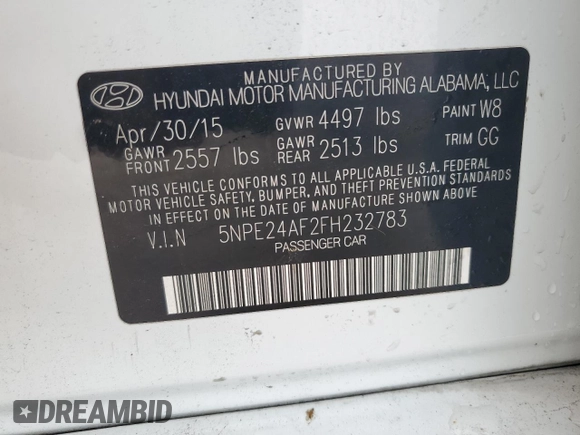 MANUFACTURED BY
HYUNDAI MOTOR MANUFACTURING ALABAMA, LLC
Apr/30/15 GVWR 4497 lbs PAINT W8
GAWR FRONT 2557 lbs GAWR REAR 2513 lbs TRIM GG
THIS VEHICLE CONFORMS TO ALL APPLICABLE U.S.A. FEDERAL
MOTOR VEHICLE SAFETY, BUMPER, AND THEFT PREVENTION STANDARDS
IN EFFECT ON THE DATE OF MANUFACTURE SHOWN ABOVE
V.I.N 5NPE24AF2FH232783
PASSENGER CAR
DREAMBID